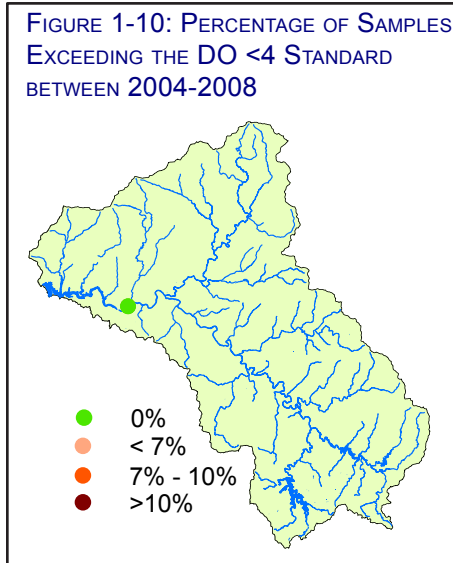 FIGURE 1-10: PERCENTAGE OF SAMPLES
EXCEEDING THE DO <4 STANDARD
BETWEEN 2004-2008
0%
< 7%
7% - 10%
>10%